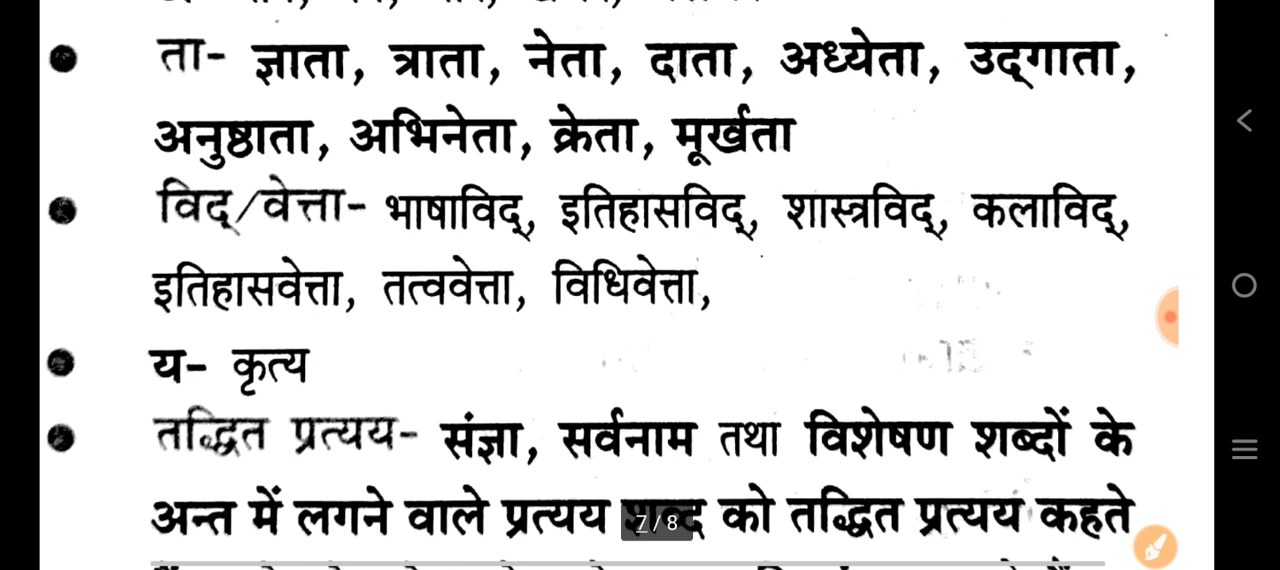 ता- ज्ञाता, त्राता, नेता, दाता, अध्येता, उद्‌गाता,
अनुष्ठाता, अभिनेता, क्रेता, मूर्खता
विद्/वेत्ता- भाषाविद्, इतिहासविद्, शास्त्रविद्, कलाविद्,
इतिहासवेत्ता, तत्ववेत्ता, विधिवेत्ता,
य- कृत्य
तद्धित प्रत्यय- संज्ञा, सर्वनाम तथा विशेषण शब्दों के
अन्त में लगने वाले प्रत्यय शब्द को तद्धित प्रत्यय कहते
7/8